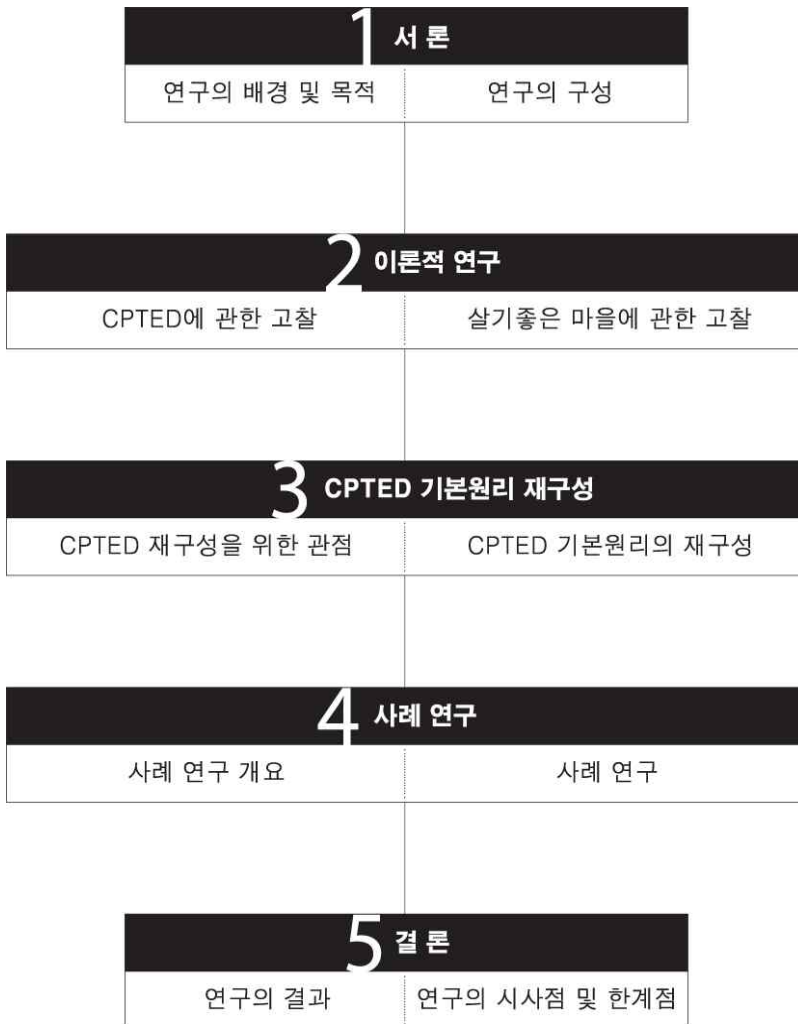 1 서 론
연구의 배경 및 목적 연구의 구성
2 이론적 연구
CPTED에 관한 고찰 살기좋은 마을에 관한 고찰
3 CPTED 기본원리 재구성
CPTED 재구성을 위한 관점 CPTED 기본원리의 재구성
4 사례 연구
사례 연구 개요 사례 연구
5 결 론
연구의 결과 연구의 시사점 및 한계점